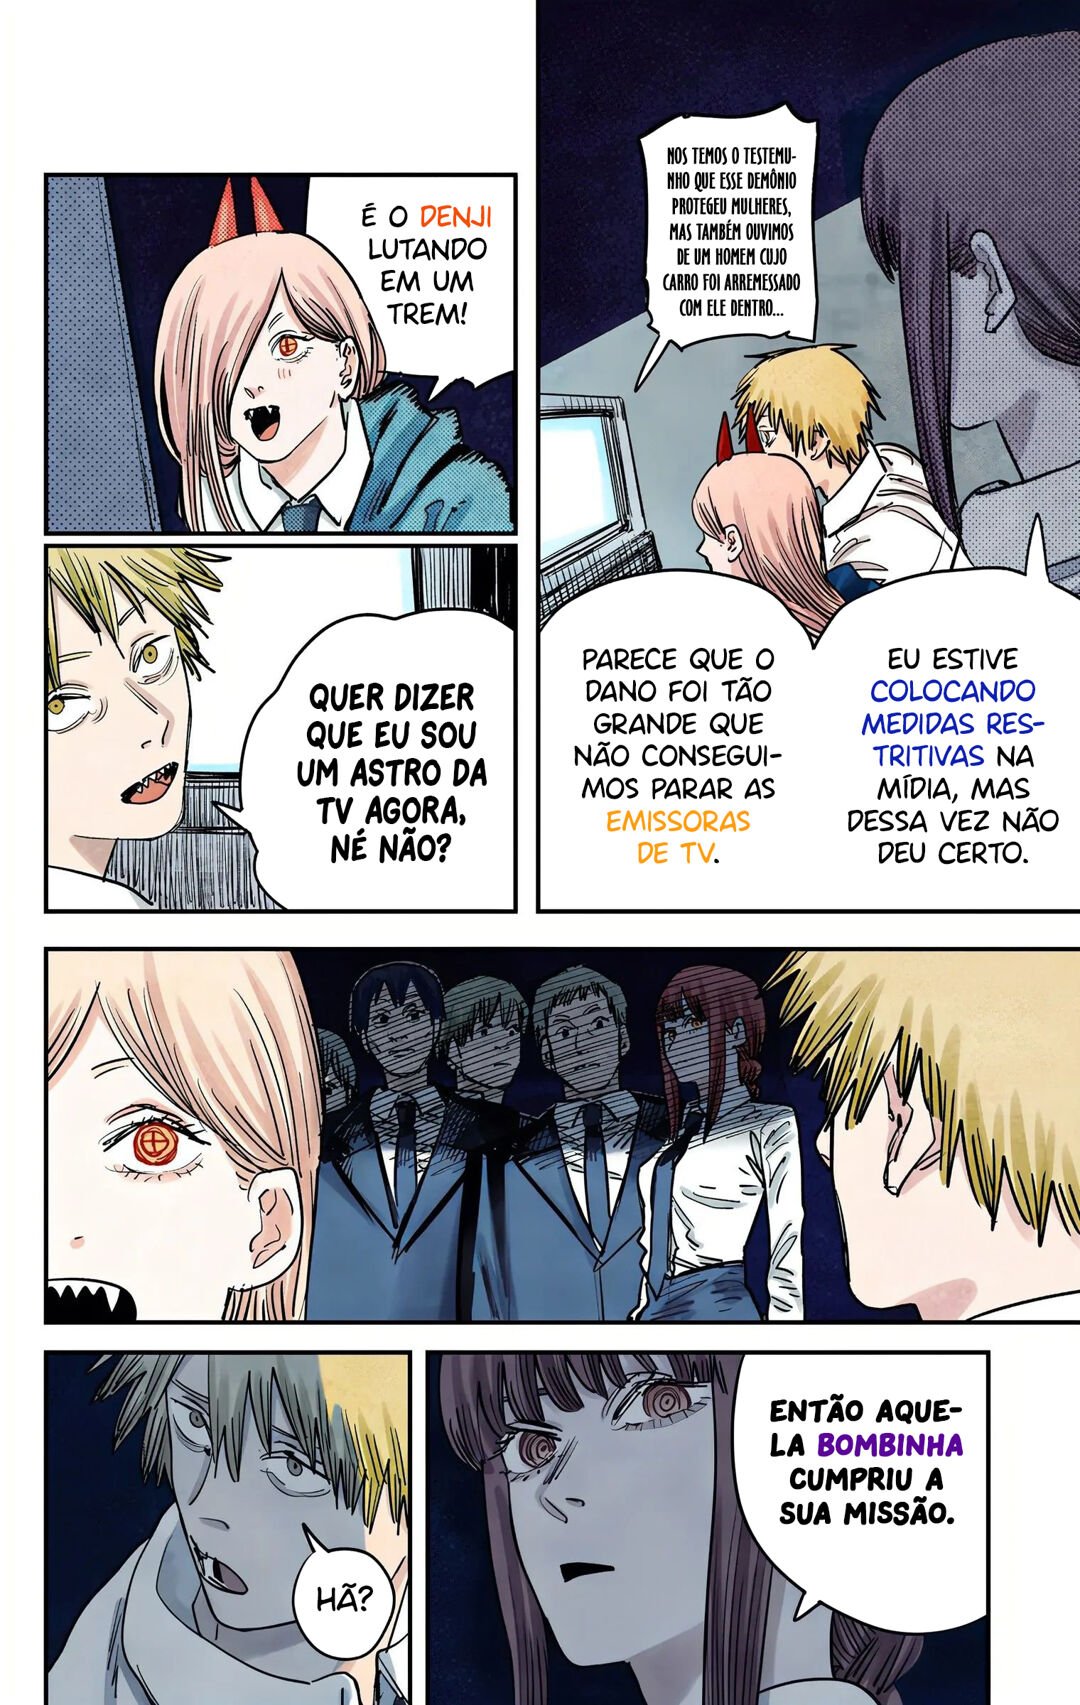 NOS TEMOS O TESTEMU-
NHO QUE ESSE DEMÔNIO
PROTEGEU MULHERES,
MAS TAMBÉM OUVIMOS
DE UM HOMEM CUJO
CARRO FOI ARREMESSADO
COM ELE DENTRO...
EU ESTIVE
COLOCANDO
MEDIDAS RES-
TRITIVAS NA
MÍDIA, MAS
DESSA VEZ NÃO
DEU CERTO.
PARECE QUE O
DANO FOI TÃO
GRANDE QUE
NÃO CONSEGUI-
MOS PARAR AS
EMISSORAS
DE TV.
É O DENJI
LUTANDO
EM UM
TREM!
QUER DIZER
QUE EU SOU
UM ASTRO DA
TV AGORA,
NÉ NÃO?
ENTÃO AQUE-
LA BOMBINHA
CUMPRIU A
SUA MISSÃO.
HÃ?